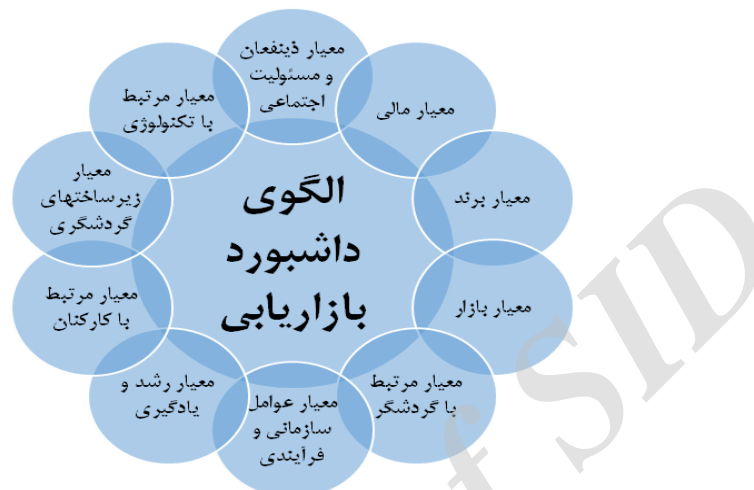 معیار ذینفعان
و مسئولیت
اجتماعی
معیار مالی
معیار برند
معیار بازار
معیار مرتبط
با گردشگر
معیار عوامل
سازمانی و
فرآیندی
معیار رشد و
یادگیری
معیار مرتبط
با کارکنان
معیار
زیرساختهای
گردشگری
معیار مرتبط
با تکنولوژی
الگوی
داشبورد
بازاریابی
f SID